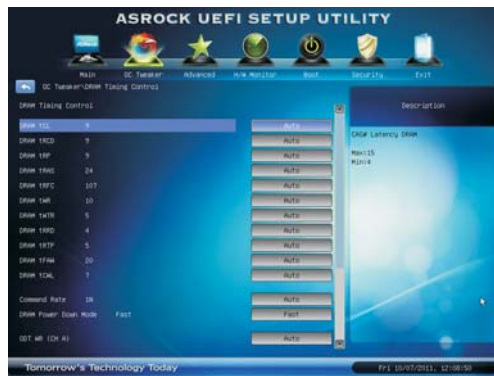 ASROCK UEFI SETUP UTILITY
Main OC Tweaker Advanced H/W Monitor Boot Security Exit
OC Tweaker\DRAM Timing Control
DRAM Timing Control
Description
DRAM tCL 9 Auto
CAS# Latency DRAM
DRAM tRCD 9 Auto
Max:15
Min:4
DRAM tRP 9 Auto
DRAM tRAS 24 Auto
DRAM tRFC 107 Auto
DRAM tWR 10 Auto
DRAM tWTR 5 Auto
DRAM tRRD 4 Auto
DRAM tRTP 5 Auto
DRAM tFAW 20 Auto
DRAM tCWL 7 Auto
Command Rate 1N Auto
DRAM Power Down Mode Fast Fast
ODT WR (CH A) Auto
Tomorrow's Technology Today
Fri 10/07/2011, 12:08:50